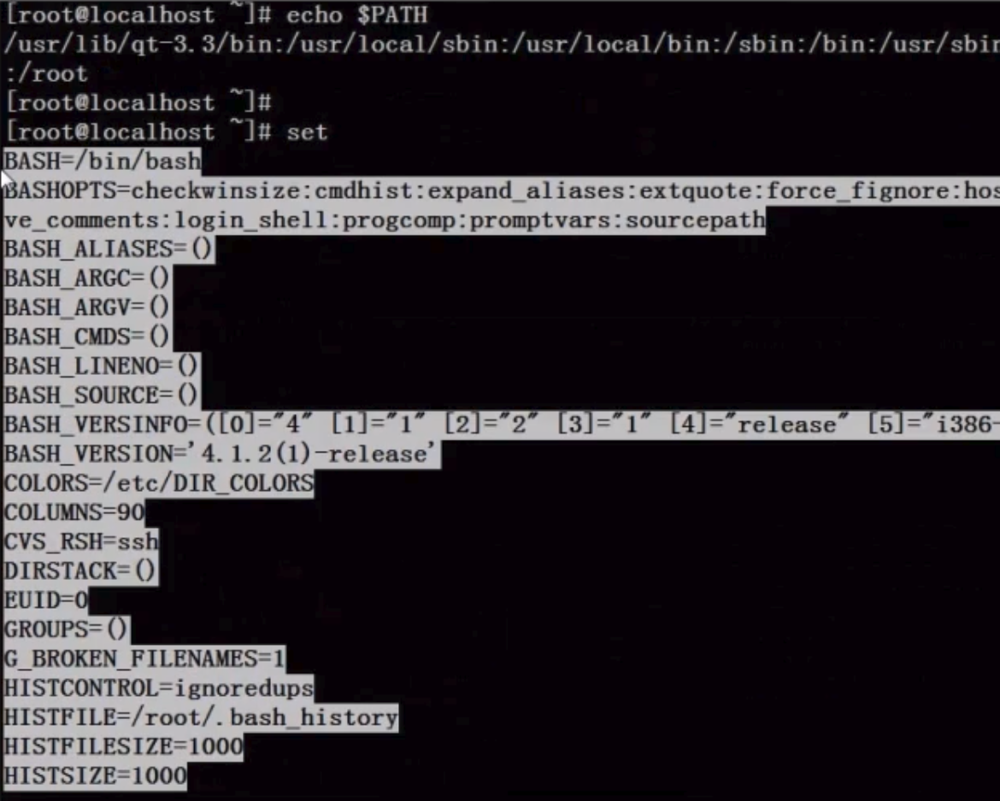 [root@localhost ~]# echo $PATH
/usr/lib/qt-3.3/bin:/usr/local/sbin:/usr/local/bin:/sbin:/bin:/usr/sbin
:/root
[root@localhost ~]#
[root@localhost ~]# set
BASH=/bin/bash
BASHOPTS=checkwinsize:cmdhist:expand_aliases:extquote:force_fignore:hos
ve_comments:login_shell:progcomp:promptvars:sourcepath
BASH_ALIASES=()
BASH_ARGC=()
BASH_ARGV=()
BASH_CMDS=()
BASH_LINENO=()
BASH_SOURCE=()
BASH_VERSINFO=([0]="4" [1]="1" [2]="2" [3]="1" [4]="release" [5]="i386-
BASH_VERSION='4.1.2(1)-release'
COLORS=/etc/DIR_COLORS
COLUMNS=90
CVS_RSH=ssh
DIRSTACK=()
EUID=0
GROUPS=()
G_BROKEN_FILENAMES=1
HISTCONTROL=ignoredups
HISTFILE=/root/.bash_history
HISTFILESIZE=1000
HISTSIZE=1000